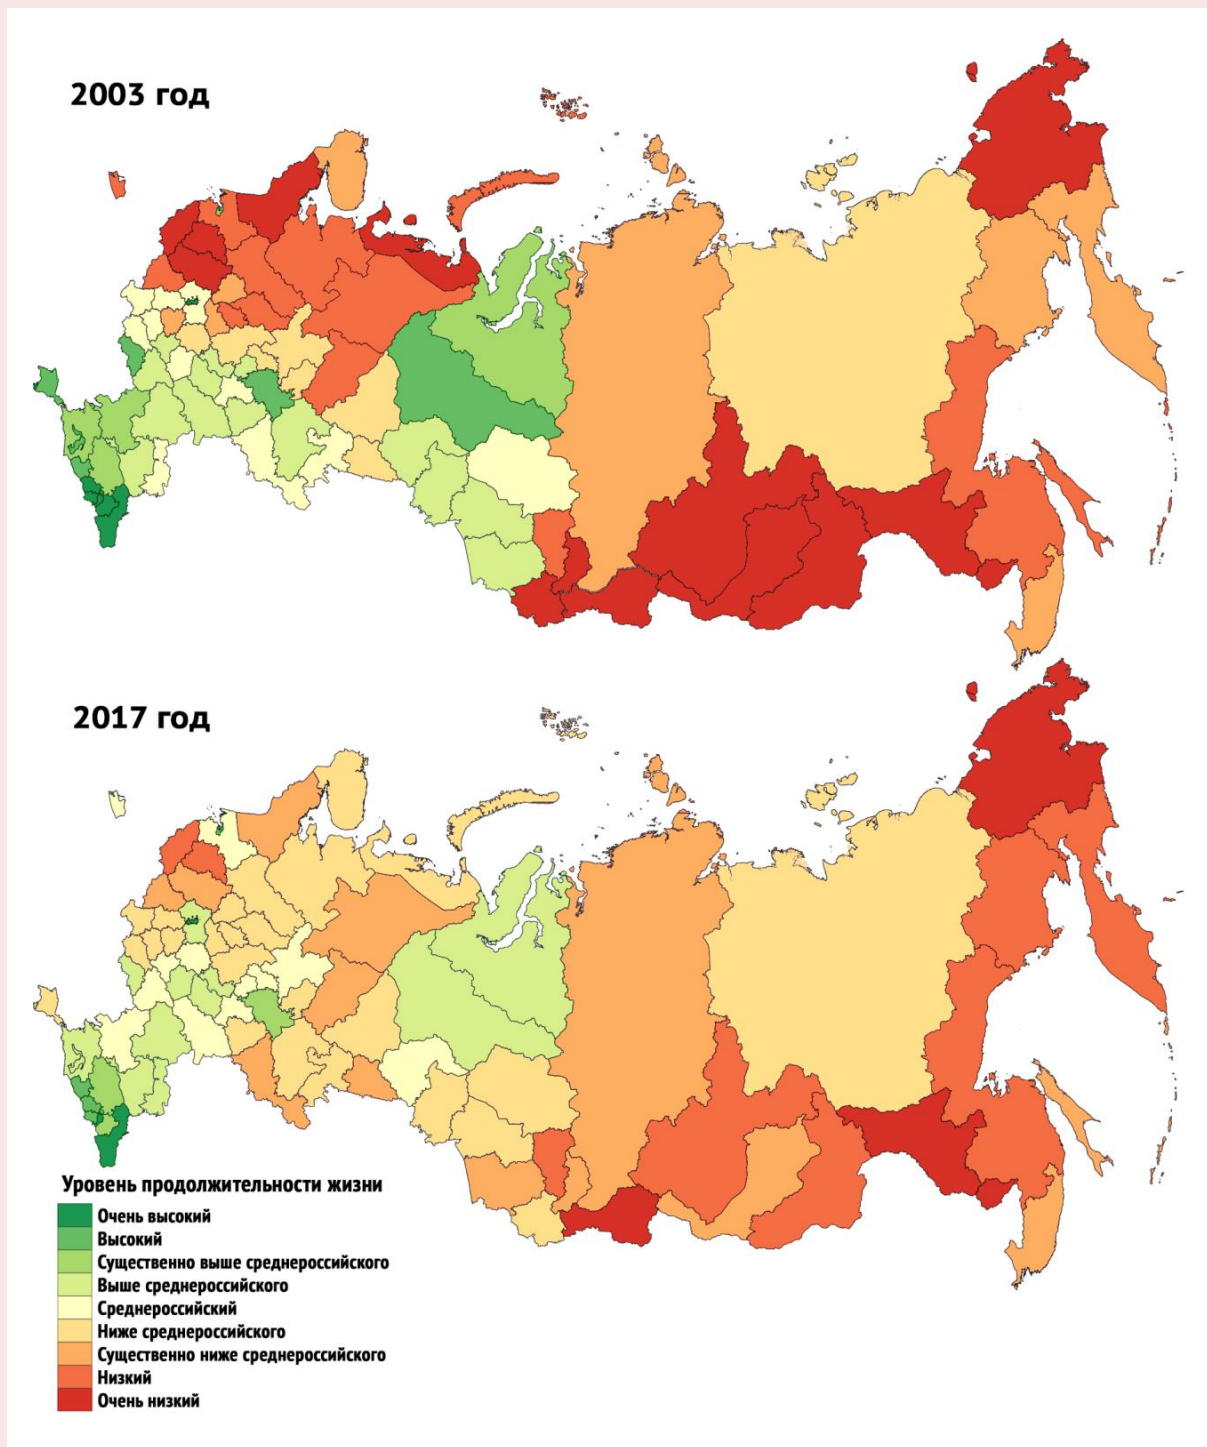 2003 год
2017 год
Уровень продолжительности жизни
Очень высокий
Высокий
Существенно выше среднероссийского
Выше среднероссийского
Среднероссийский
Ниже среднероссийского
Существенно ниже среднероссийского
Низкий
Очень низкий